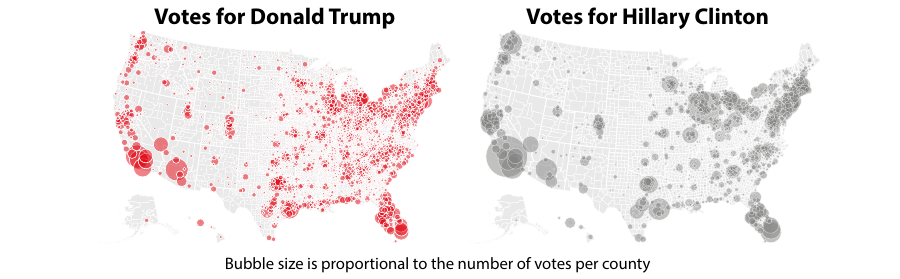 Votes for Donald Trump
Votes for Hillary Clinton
Bubble size is proportional to the number of votes per county